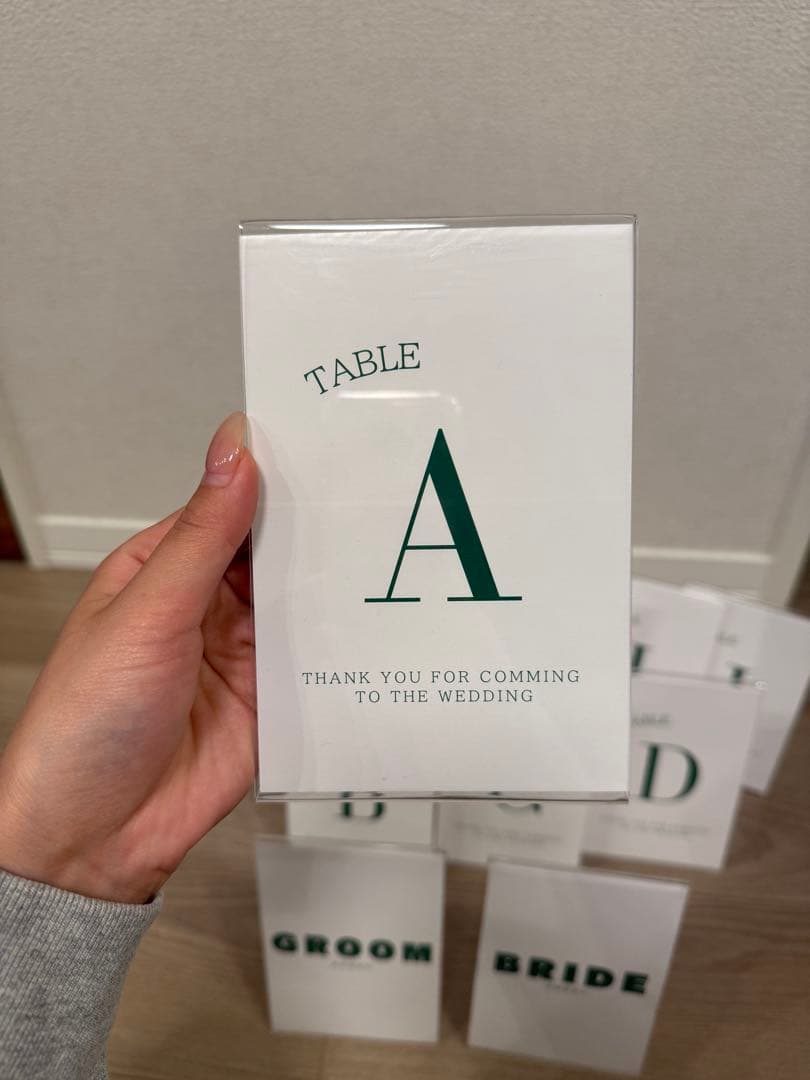 TABLE
A
THANK YOU FOR COMMING
TO THE WEDDING
D
GROOM
BRIDE